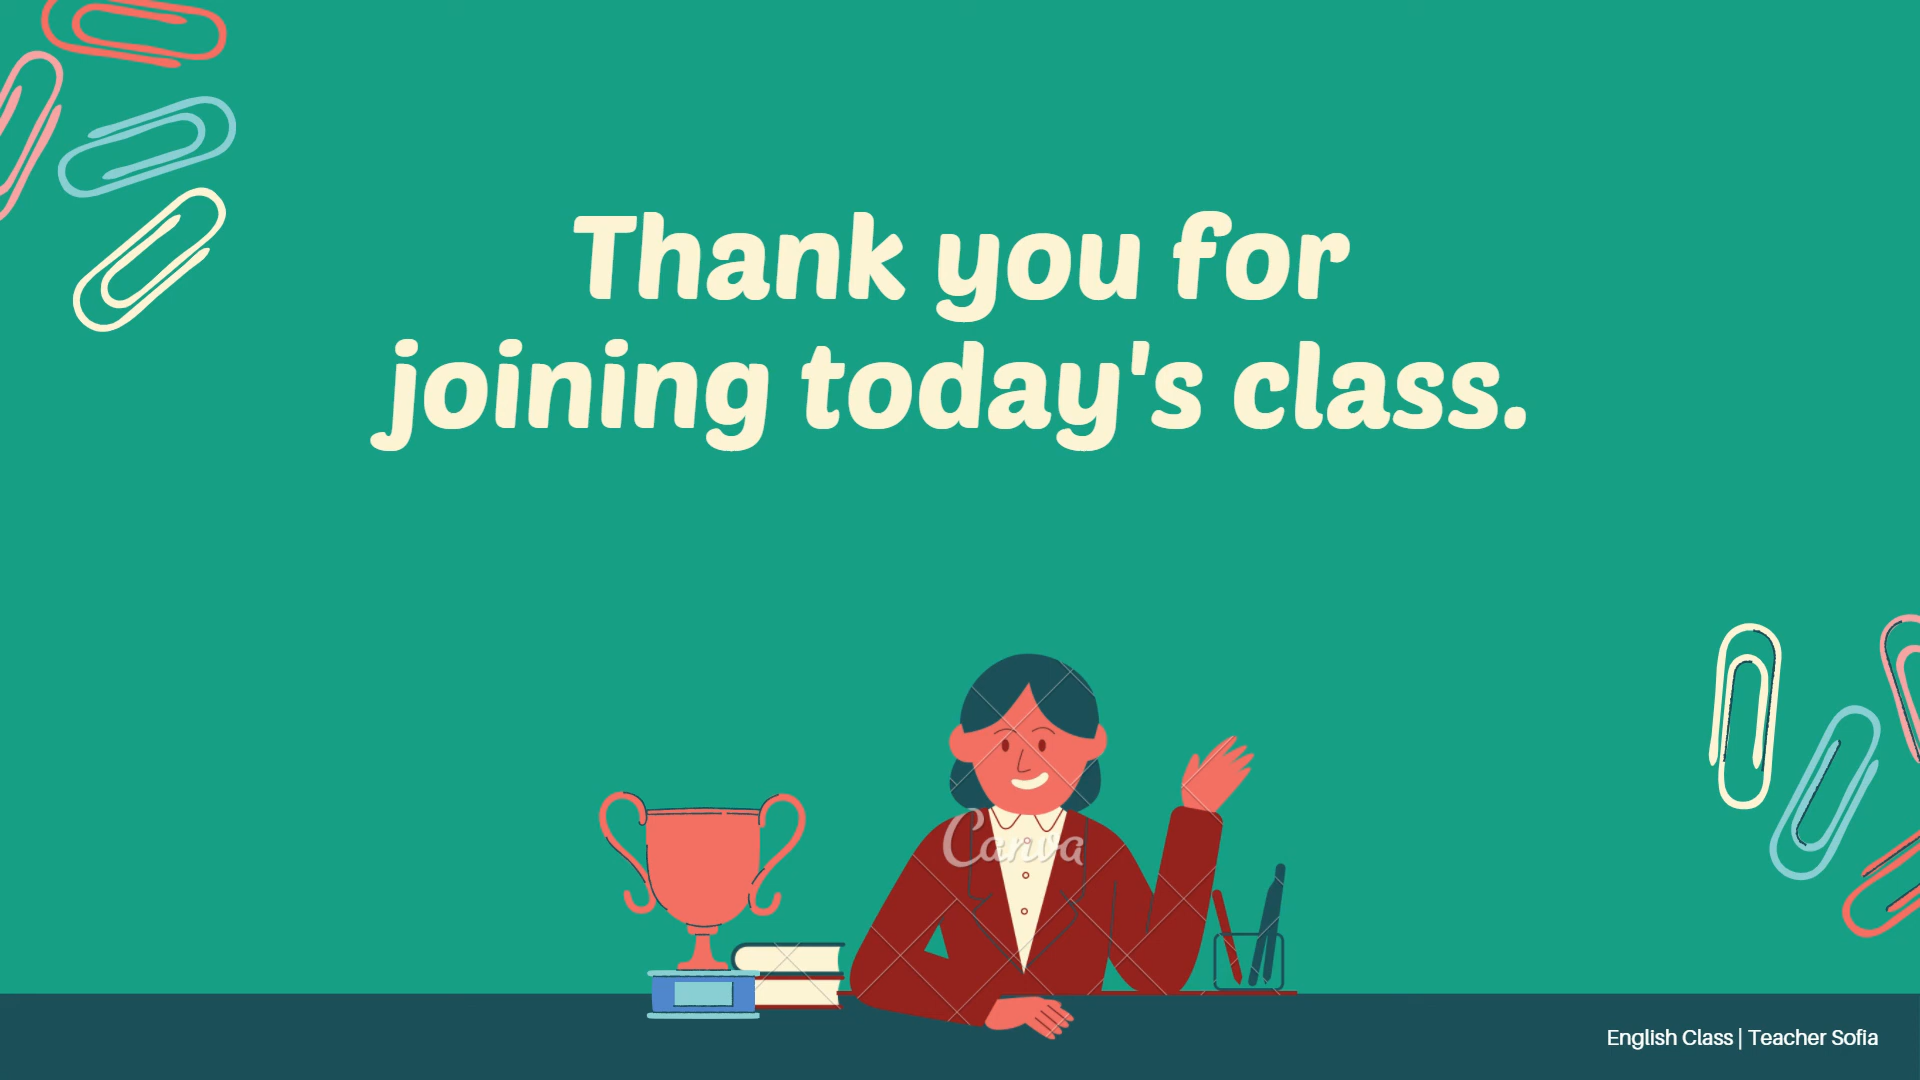 Thank you for
joining today's class.
Canva
English Class | Teacher Sofia